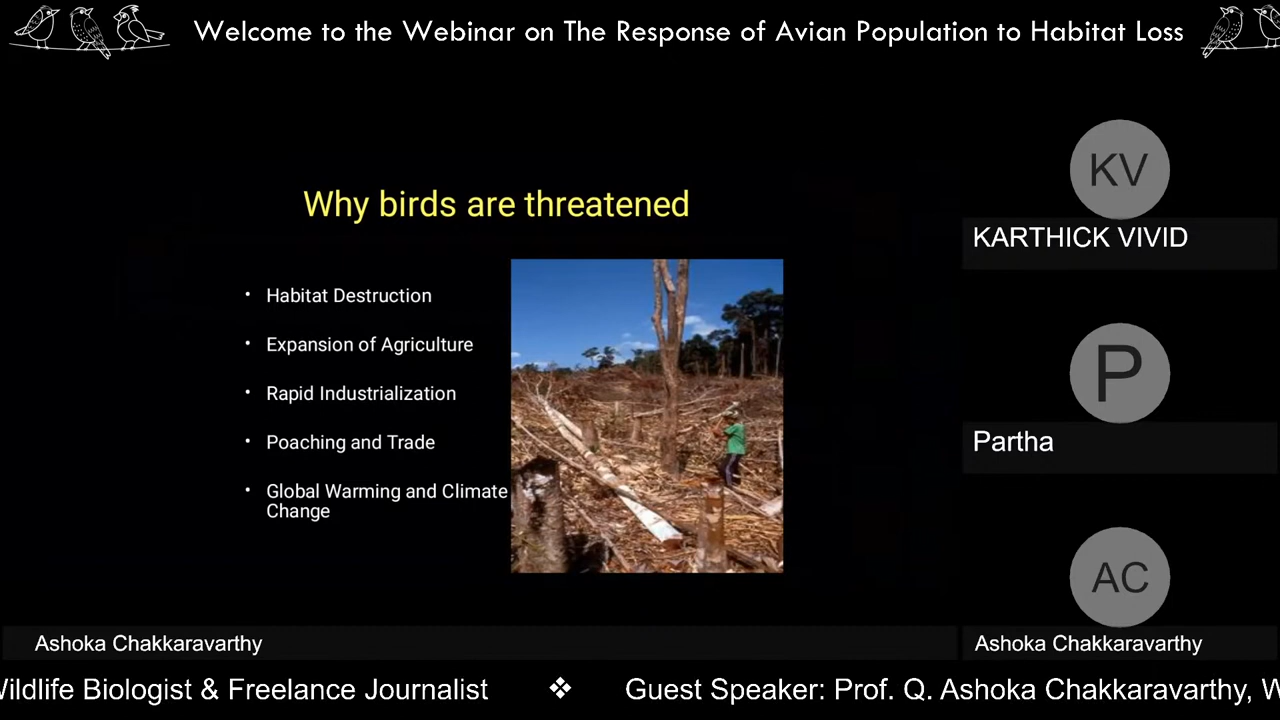 Welcome to the Webinar on The Response of Avian Population to Habitat Loss
Why birds are threatened
• Habitat Destruction
• Expansion of Agriculture
• Rapid Industrialization
• Poaching and Trade
• Global Warming and Climate
Change
KV
KARTHICK VIVID
P
Partha
AC
Ashoka Chakkaravarthy
Ashoka Chakkaravarthy
Wildlife Biologist & Freelance Journalist ❖ Guest Speaker: Prof. Q. Ashoka Chakkaravarthy, W